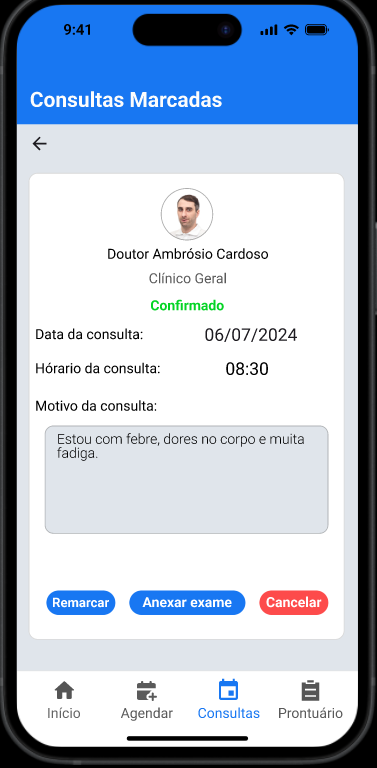 9:41
Consultas Marcadas
Doutor Ambrósio Cardoso
Clínico Geral
Confirmado
Data da consulta: 06/07/2024
Hórario da consulta: 08:30
Motivo da consulta:
Estou com febre, dores no corpo e muita
fadiga.
Remarcar Anexar exame Cancelar
Início Agendar Consultas Prontuário